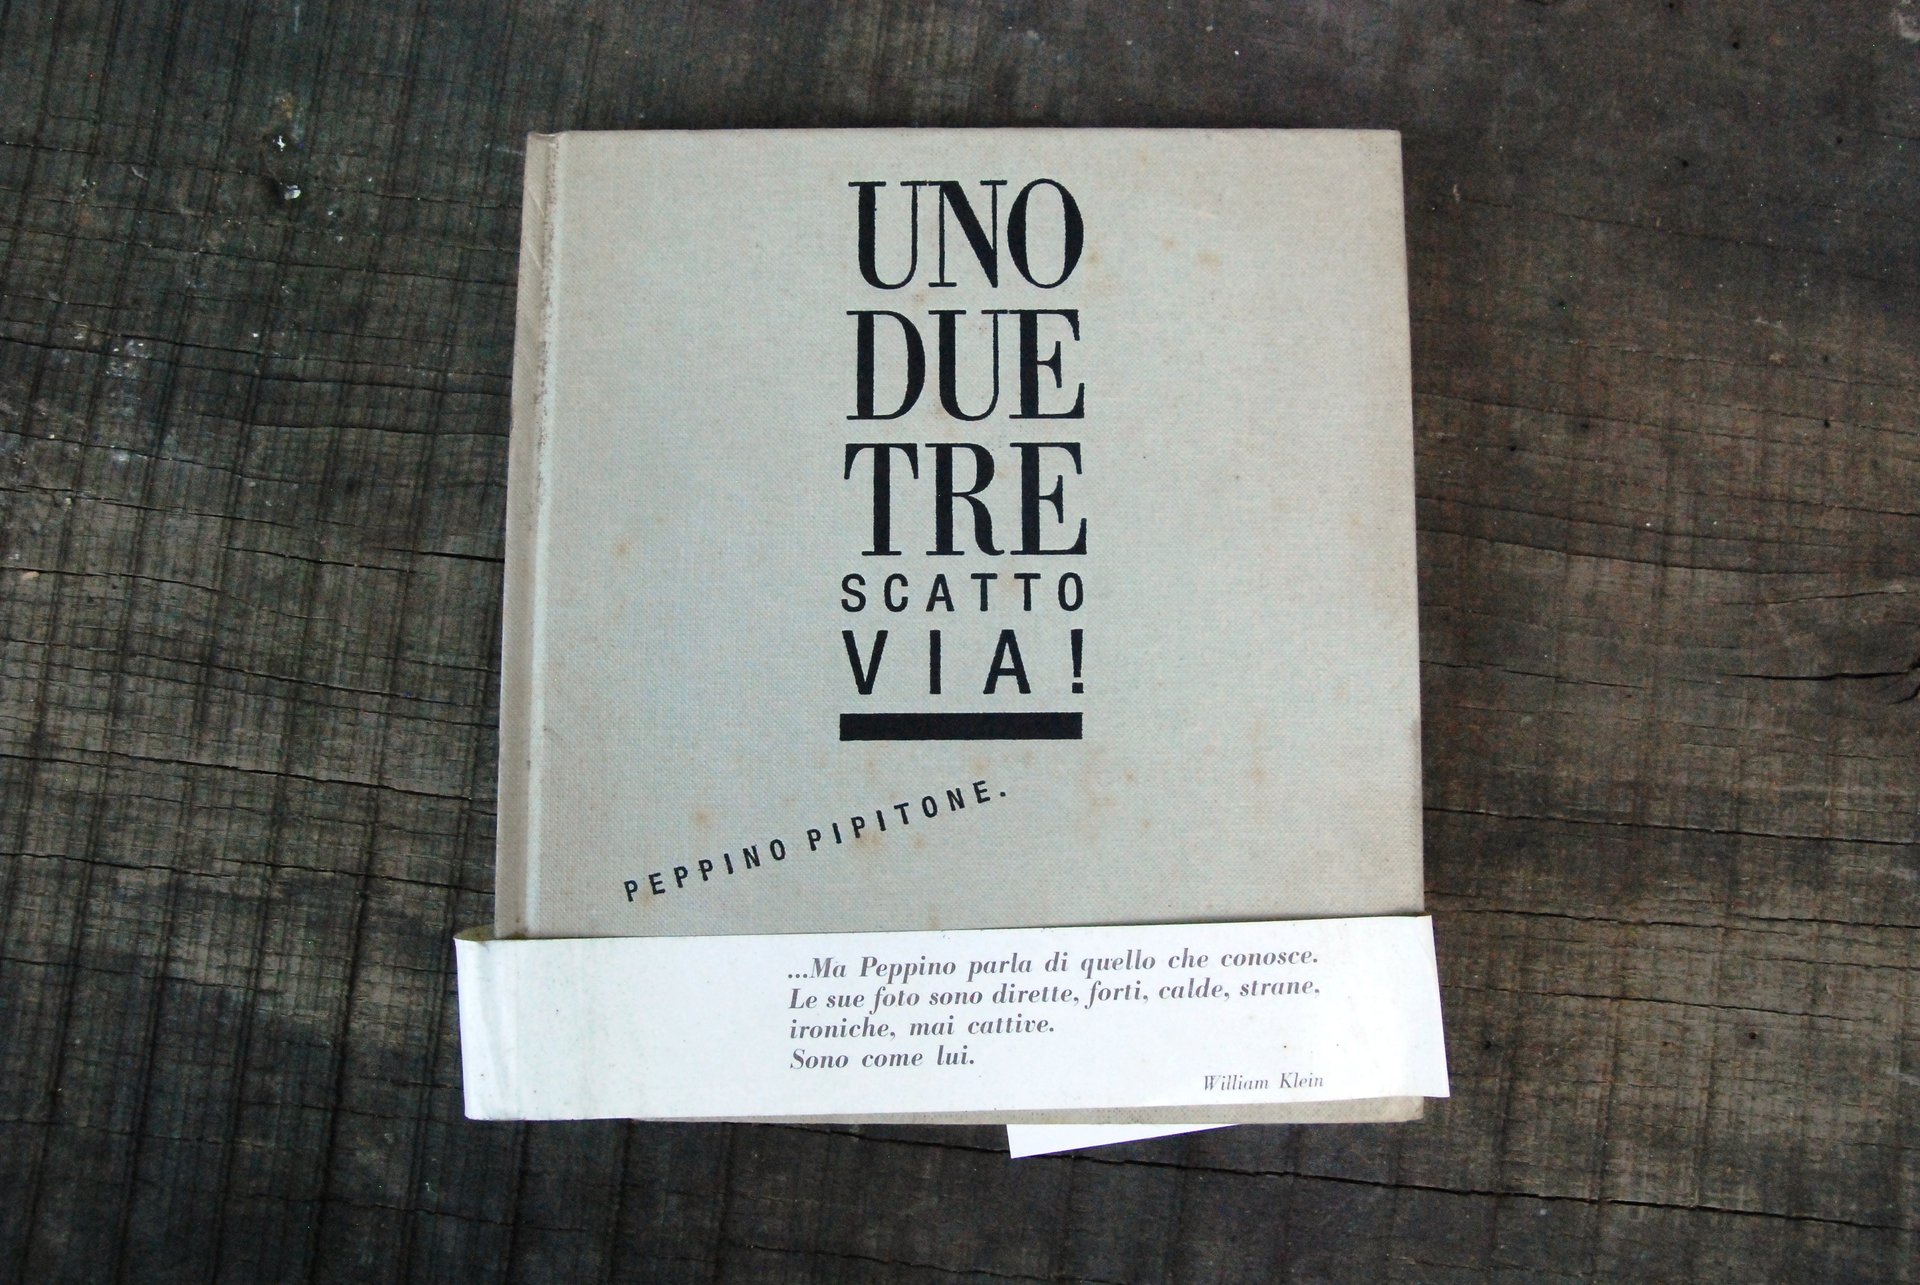 UNO
DUE
TRE
SCATTO
VIA!
PEPPINO PIPITONE.
...Ma Peppino parla di quello che conosce.
Le sue foto sono dirette, forti, calde, strane,
ironiche, mai cattive.
Sono come lui.
William Klein